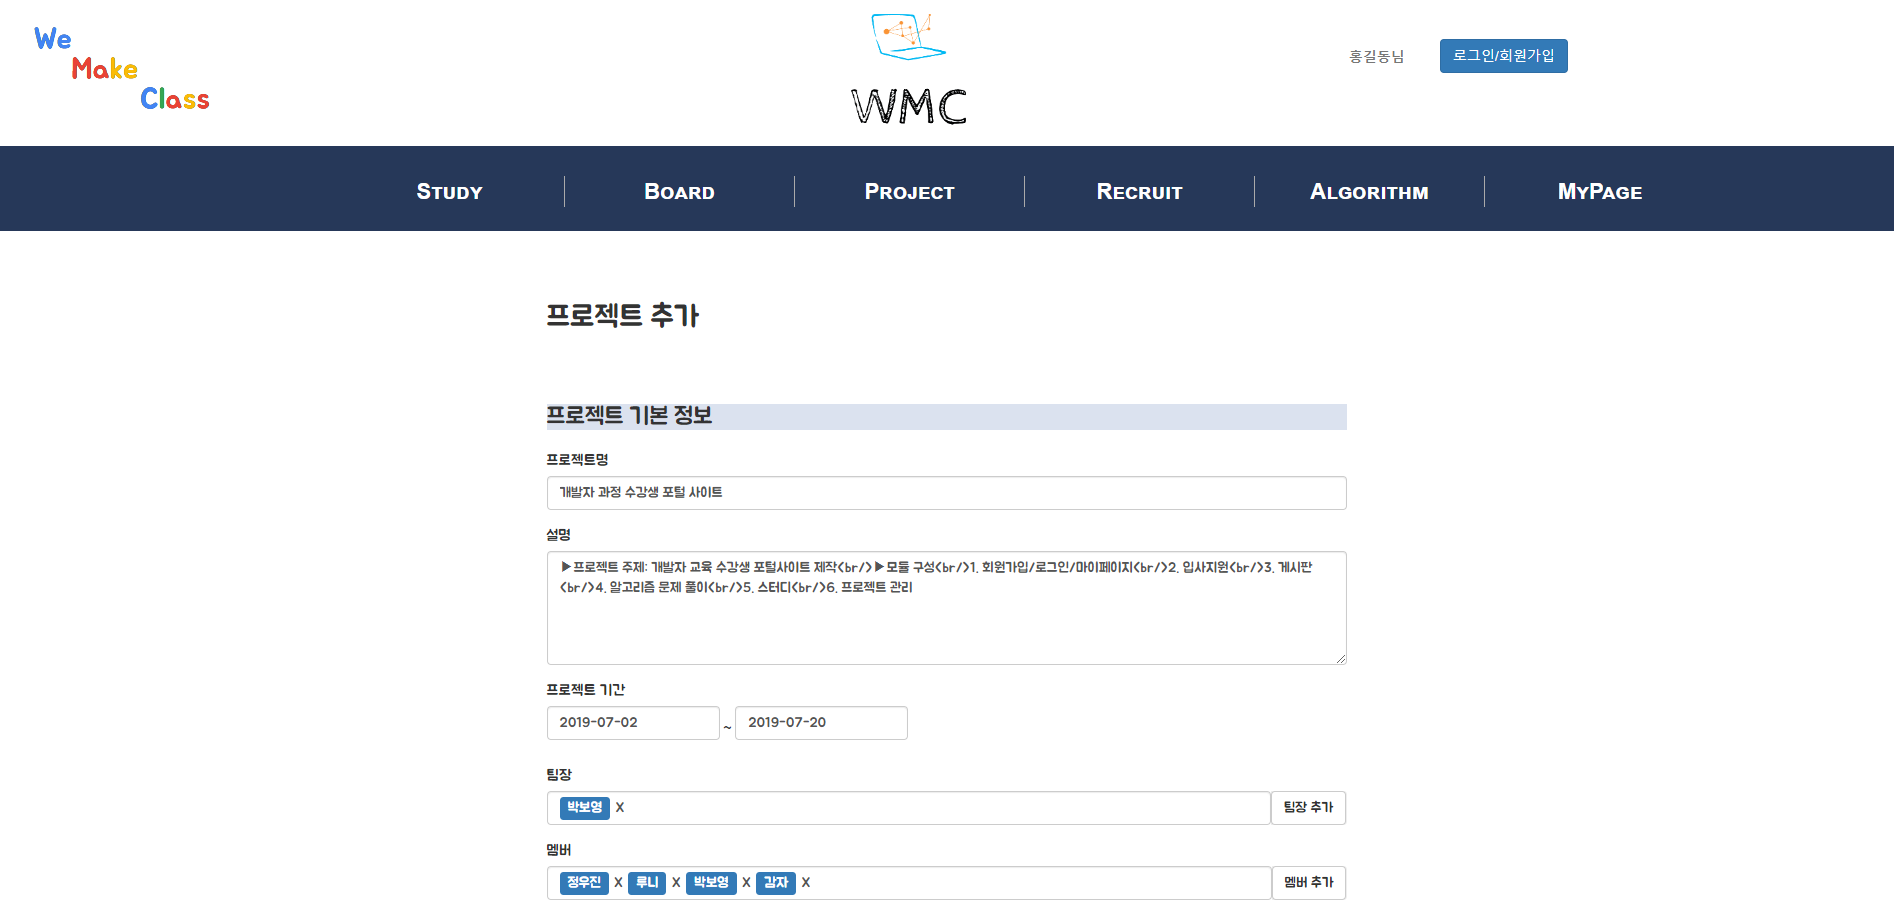 We
Make
Class
WMC
홍길동님
로그인/회원가입
STUDY
BOARD
PROJECT
RECRUIT
ALGORITHM
MYPAGE
프로젝트 추가
프로젝트 기본 정보
프로젝트명
개발자 과정 수강생 포털 사이트
설명
▶프로젝트 주제: 개발자 교육 수강생 포털사이트 제작<br/>▶모듈 구성<br/>1. 회원가입/로그인/마이페이지<br/>2. 입사지원<br/>3. 게시판
<br/>4. 알고리즘 문제 풀이<br/>5. 스터디<br/>6. 프로젝트 관리
프로젝트 기간
2019-07-02 ~ 2019-07-20
팀장
박보영 X 팀장 추가
멤버
정우진 X 루니 X 박보영 X 감자 X 멤버 추가